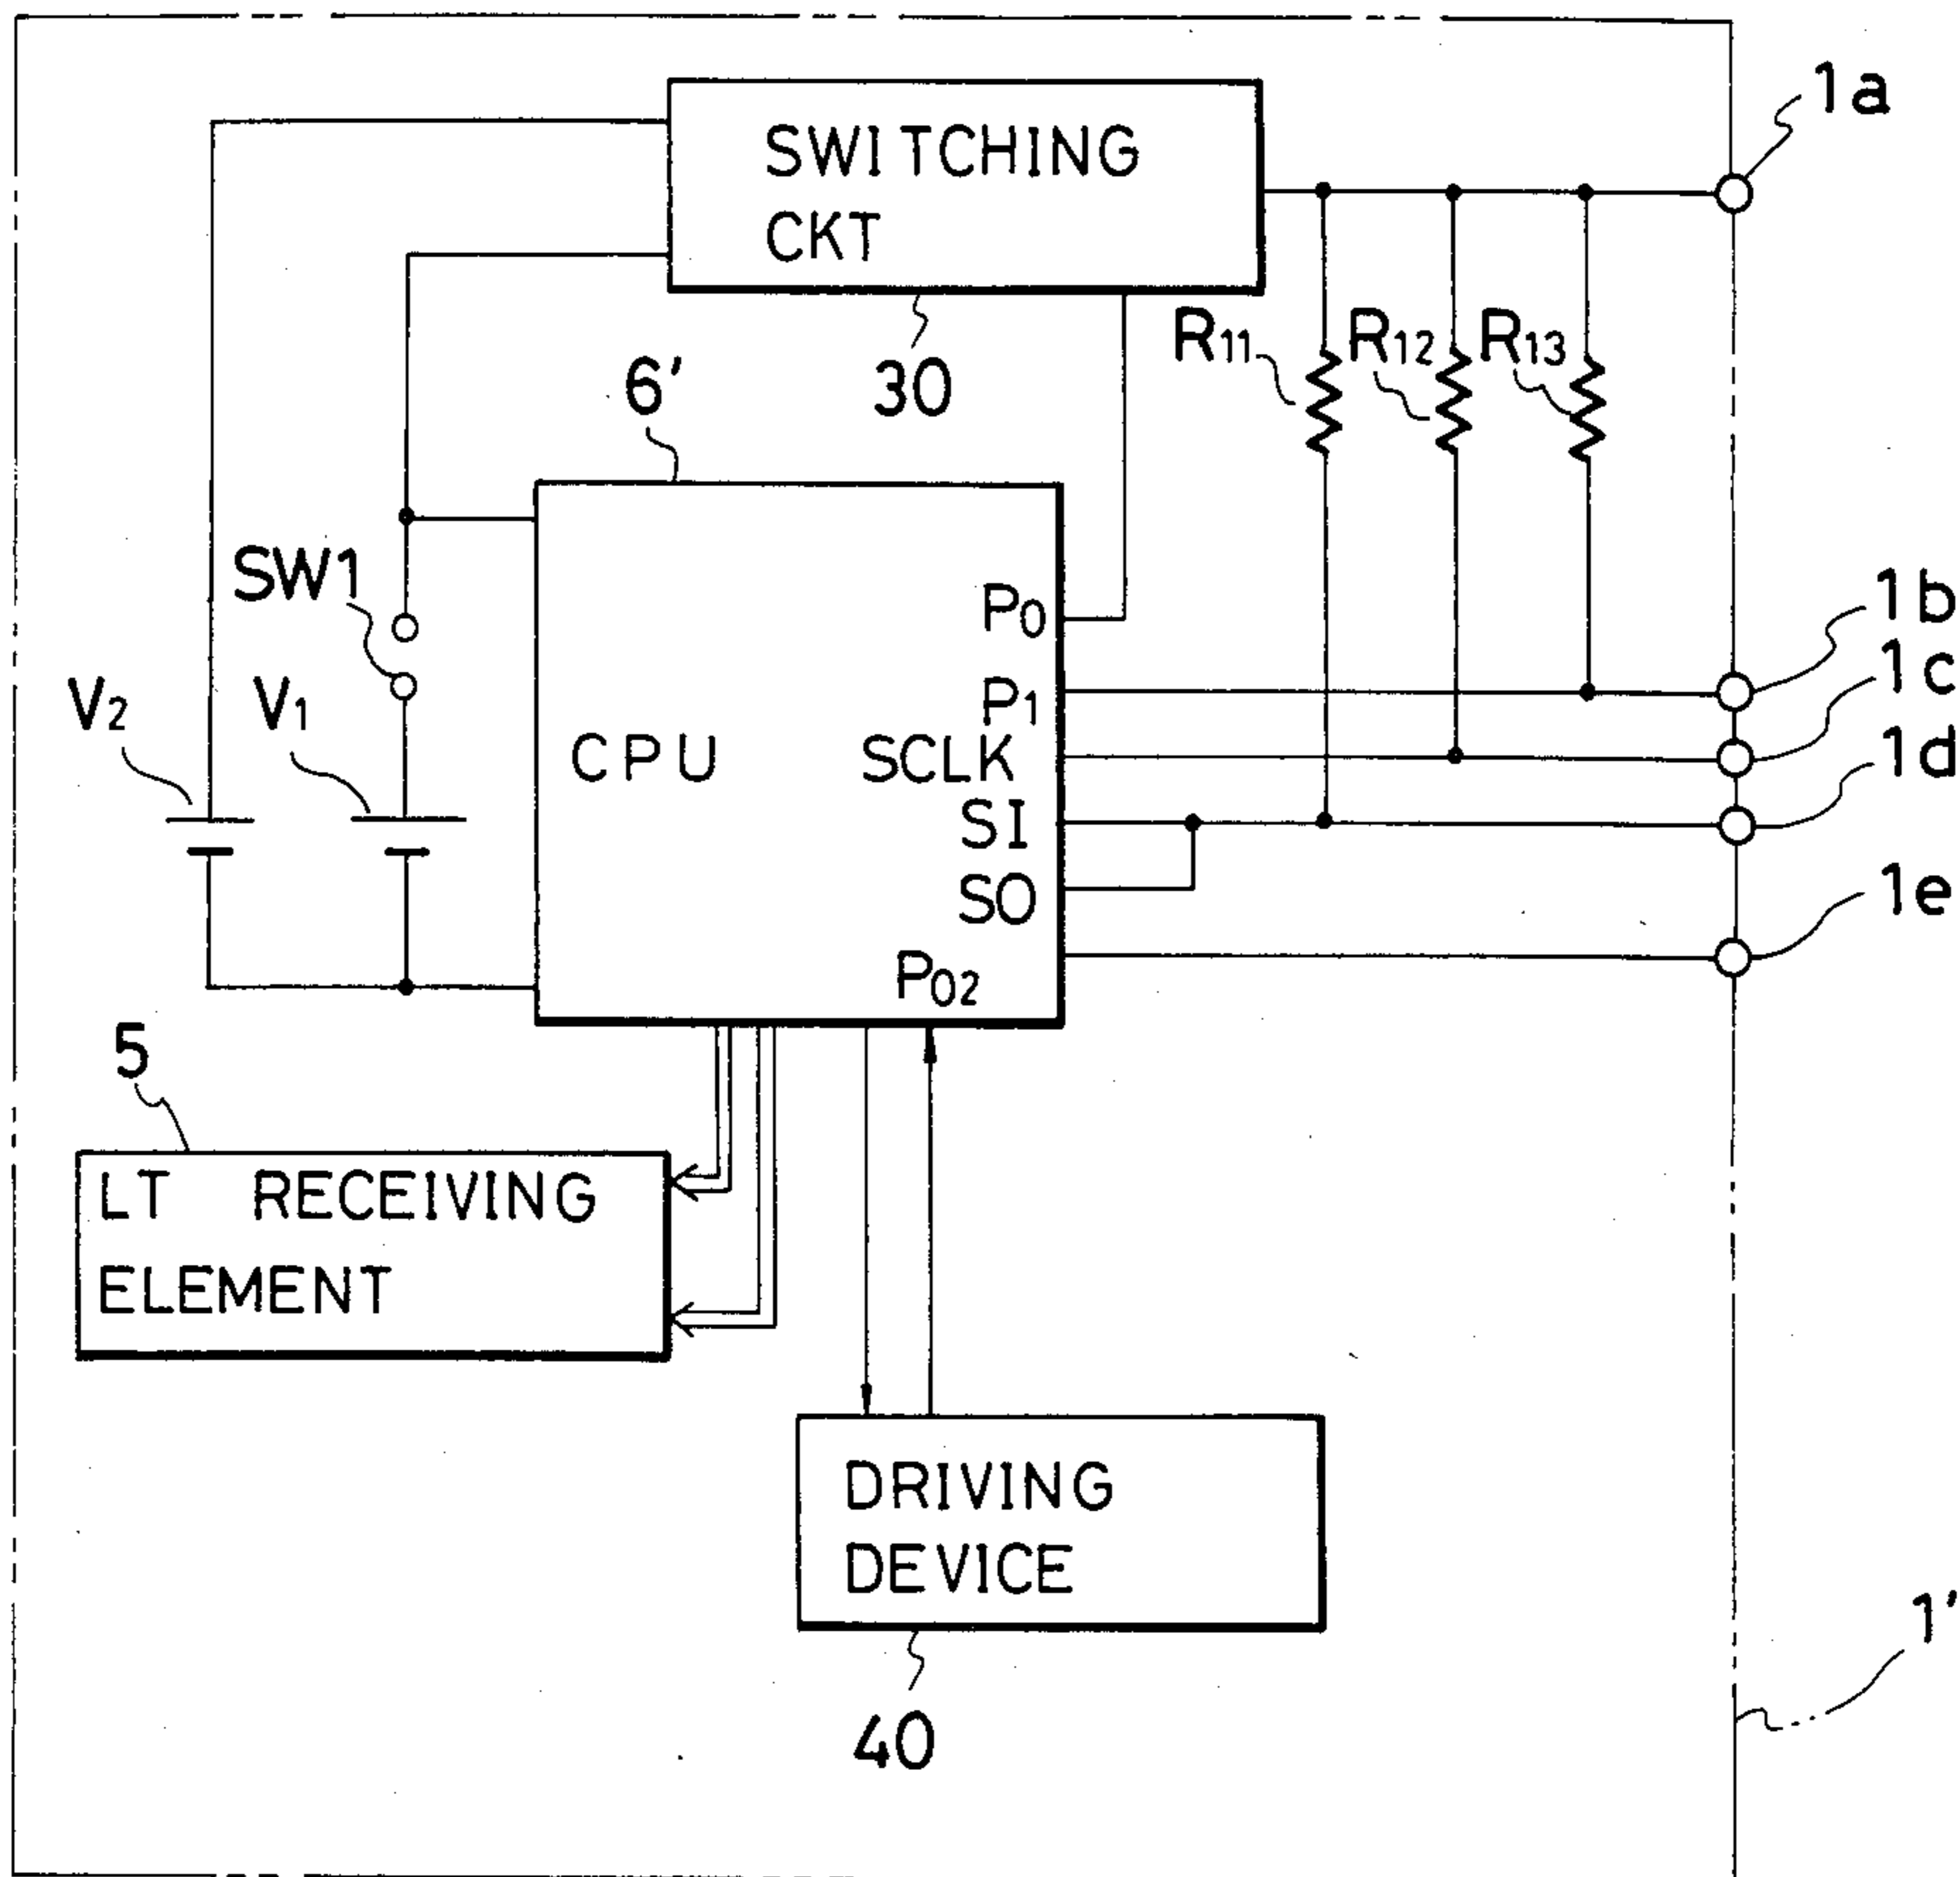 1a
SWITCHING
CKT
R11
R12
R13
30
6'
SW1
1b
P0
1c
V2
V1
P1
1d
CPU
SCLK
SI
1e
SO
P02
5
LT RECEIVING
ELEMENT
DRIVING
DEVICE
1'
40